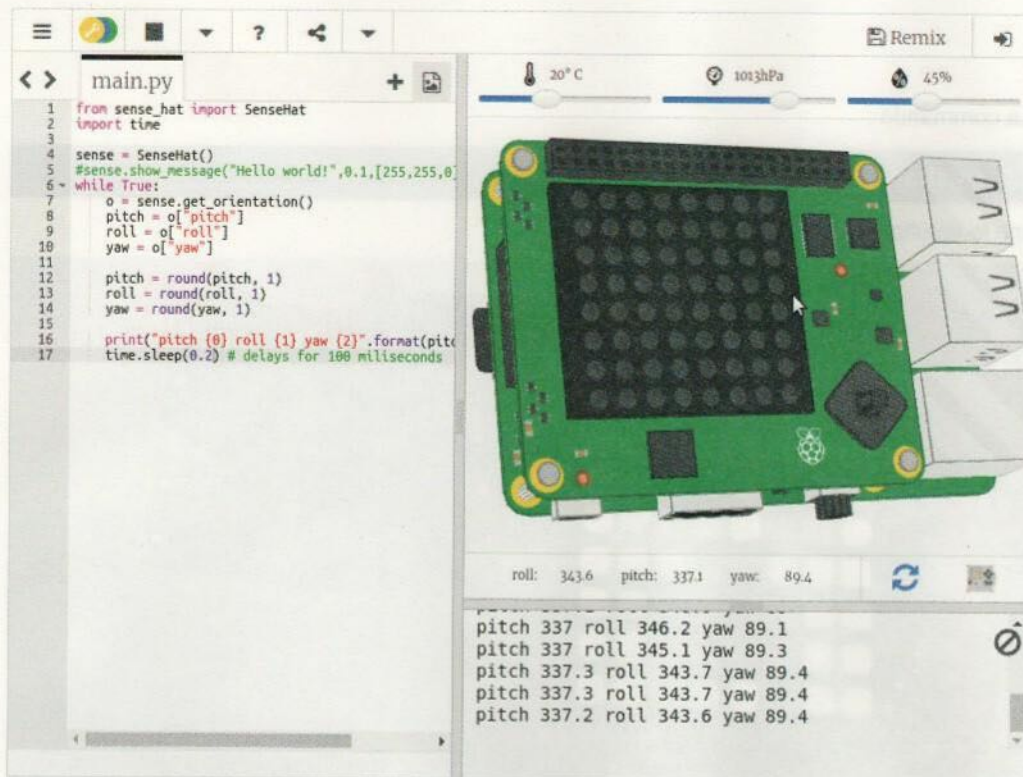 ?
Remix
main.py
+
20° C
1013hPa
45%
1 from sense_hat import SenseHat
2 import time
3
4 sense = SenseHat()
5 #sense.show_message("Hello world!",0.1,[255,255,0]
6 while True:
7 o = sense.get_orientation()
8 pitch = o["pitch"]
9 roll = o["roll"]
10 yaw = o["yaw"]
11
12 pitch = round(pitch, 1)
13 roll = round(roll, 1)
14 yaw = round(yaw, 1)
15
16 print("pitch {0} roll {1} yaw {2}".format(pitc
17 time.sleep(0.2) # delays for 100 miliseconds
roll: 343.6 pitch: 337.1 yaw: 89.4
pitch 337 roll 346.2 yaw 89.1
pitch 337 roll 345.1 yaw 89.3
pitch 337.3 roll 343.7 yaw 89.4
pitch 337.3 roll 343.7 yaw 89.4
pitch 337.2 roll 343.6 yaw 89.4